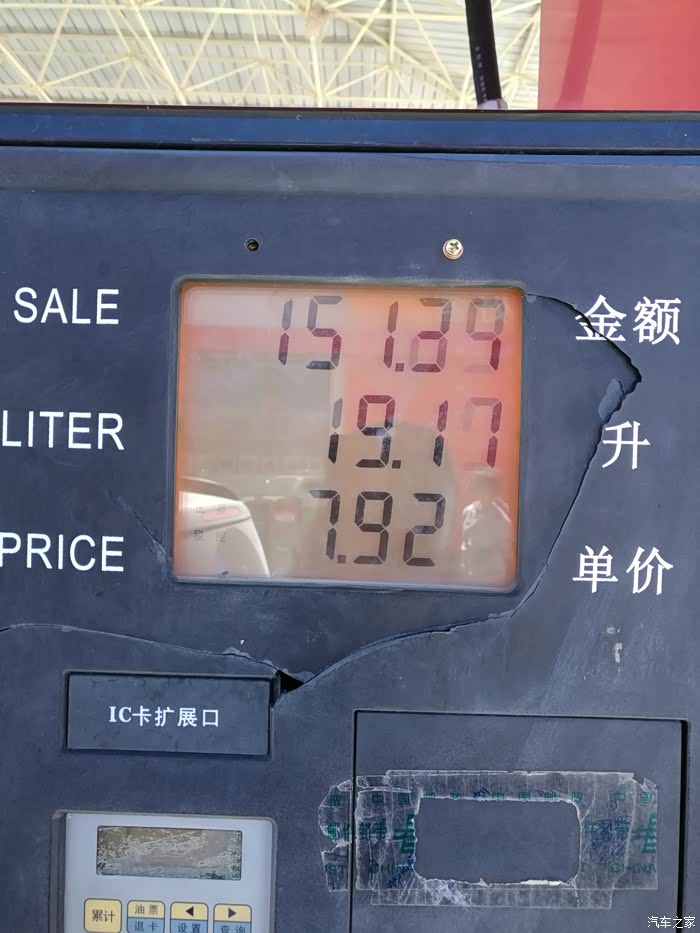 SALE 151.39 金额
LITER 19.17 升
PRICE 7.92 单价
IC卡扩展口
累计 油票 退卡 设置 查询
汽车之家